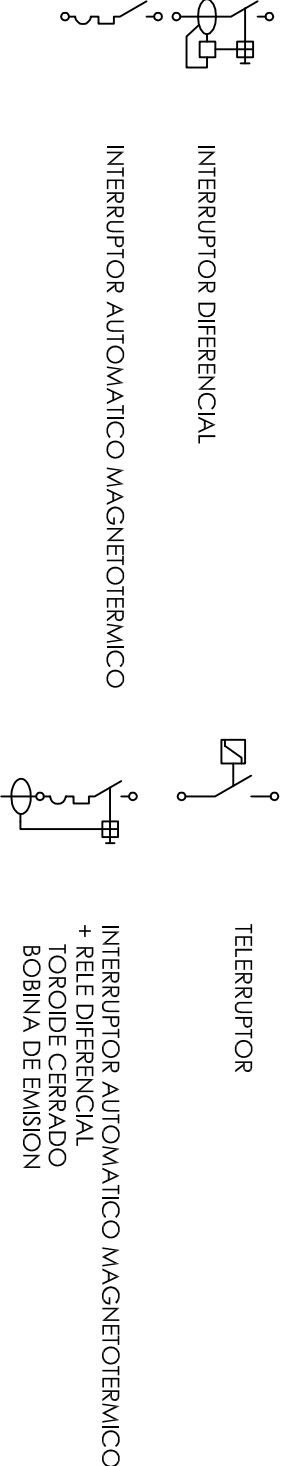 INTERRUPTOR DIFERENCIAL
INTERRUPTOR AUTOMATICO MAGNETOTERMICO
TELERRUPTOR
INTERRUPTOR AUTOMATICO MAGNETOTERMICO
+ RELE DIFERENCIAL
TOROIDE CERRADO
BOBINA DE EMISION